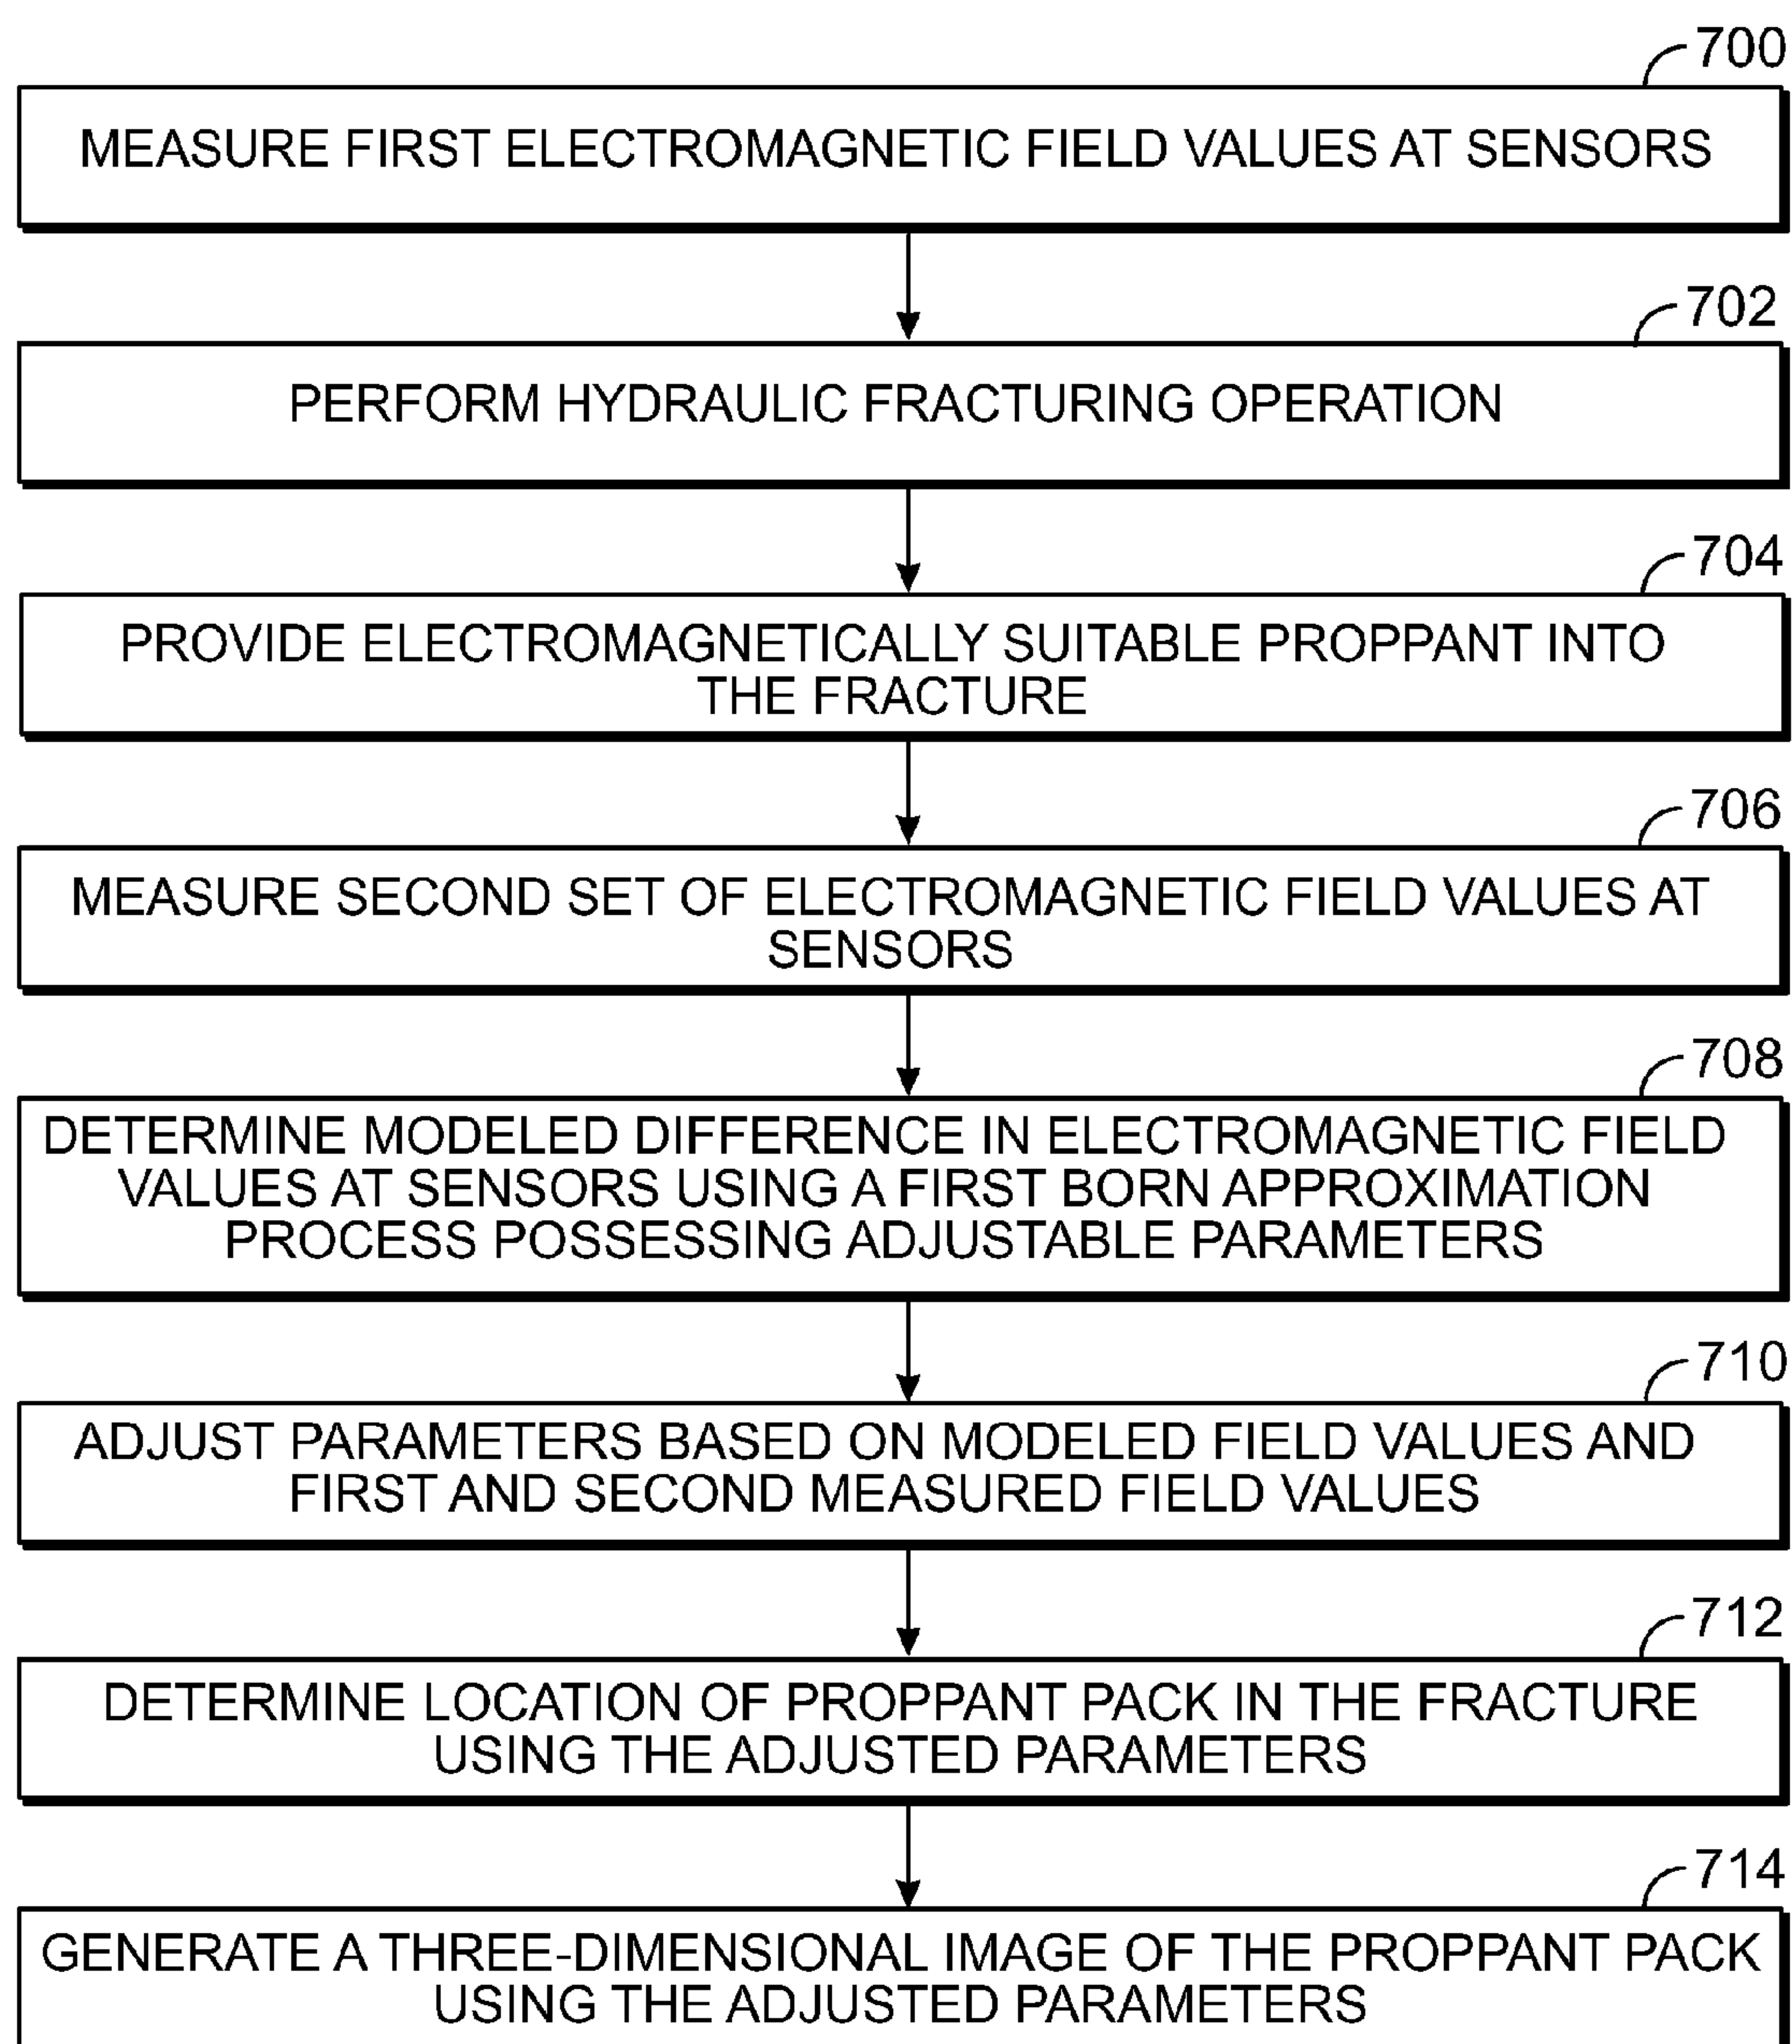 700
MEASURE FIRST ELECTROMAGNETIC FIELD VALUES AT SENSORS
702
PERFORM HYDRAULIC FRACTURING OPERATION
704
PROVIDE ELECTROMAGNETICALLY SUITABLE PROPPANT INTO
THE FRACTURE
706
MEASURE SECOND SET OF ELECTROMAGNETIC FIELD VALUES AT
SENSORS
708
DETERMINE MODELED DIFFERENCE IN ELECTROMAGNETIC FIELD
VALUES AT SENSORS USING A FIRST BORN APPROXIMATION
PROCESS POSSESSING ADJUSTABLE PARAMETERS
710
ADJUST PARAMETERS BASED ON MODELED FIELD VALUES AND
FIRST AND SECOND MEASURED FIELD VALUES
712
DETERMINE LOCATION OF PROPPANT PACK IN THE FRACTURE
USING THE ADJUSTED PARAMETERS
714
GENERATE A THREE-DIMENSIONAL IMAGE OF THE PROPPANT PACK
USING THE ADJUSTED PARAMETERS